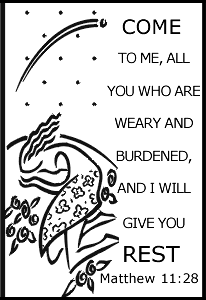 COME
TO ME, ALL
YOU WHO ARE
WEARY AND
BURDENED,
AND I WILL
GIVE YOU
REST
Matthew 11:28